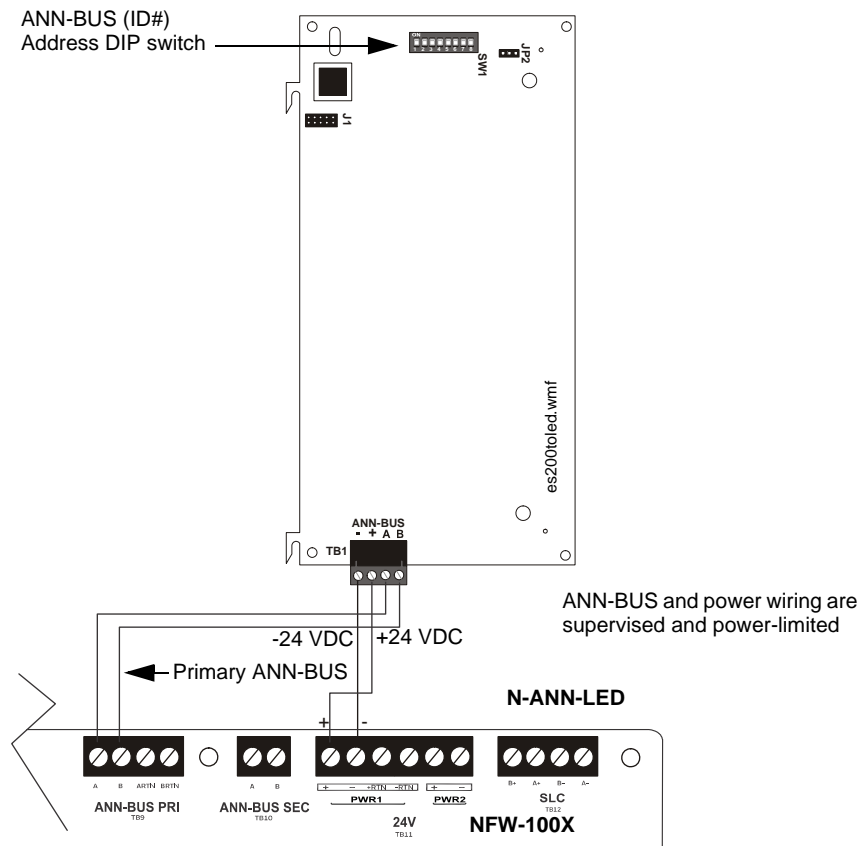 ANN-BUS (ID#)
Address DIP switch
ON
1 2 3 4 5 6 7 8
SW1
JP2
J1
es200toled.wmf
ANN-BUS
- + A B
TB1
ANN-BUS and power wiring are
supervised and power-limited
-24 VDC +24 VDC
Primary ANN-BUS
N-ANN-LED
+ -
A B ARTN BRTN
ANN-BUS PRI
TB9
A B
ANN-BUS SEC
TB10
+ − +RTN -RTN + −
PWR1 PWR2
24V
TB11
B+ A+ B− A−
SLC
TB12
NFW-100X